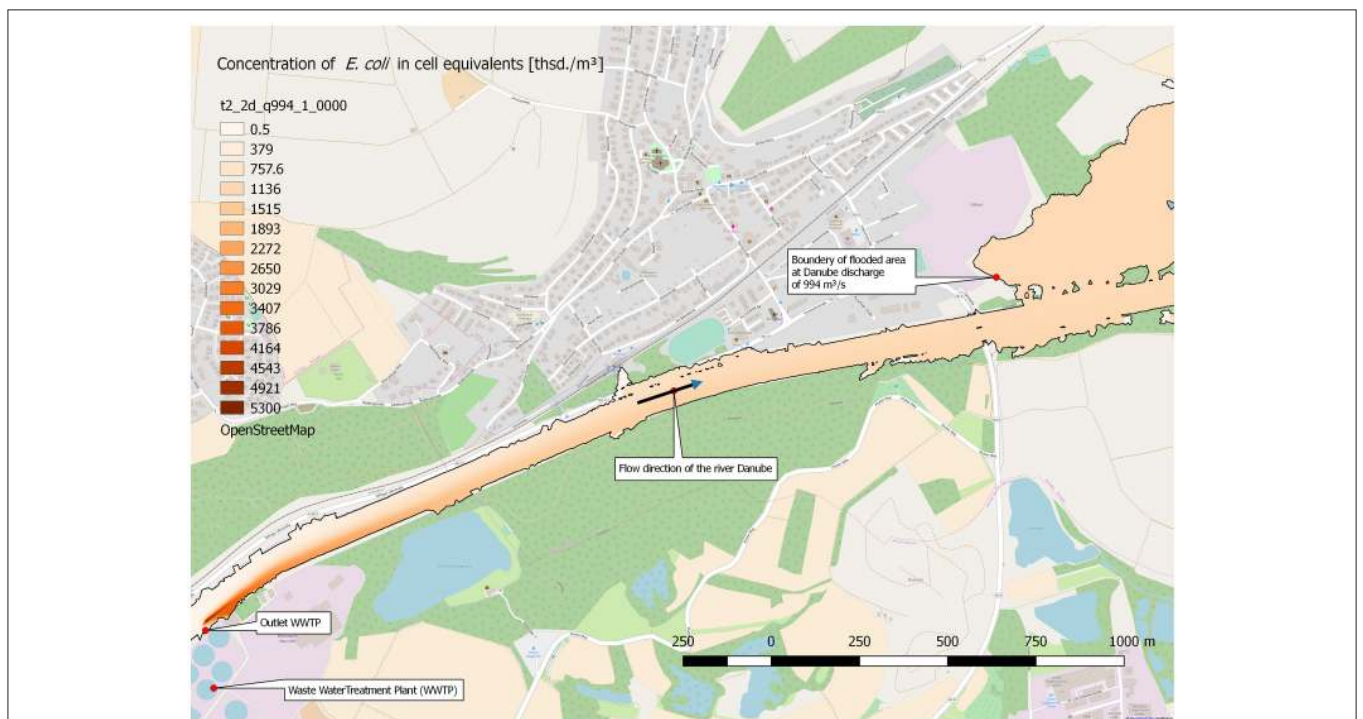 Concentration of E. coli in cell equivalents [thsd./m³]
t2_2d_q994_1_0000
0.5
379
757.6
1136
1515
1893
2272
2650
3029
3407
3786
4164
4543
4921
5300
OpenStreetMap
Boundery of flooded area
at Danube discharge
of 994 m³/s
Flow direction of the river Danube
Outlet WWTP
Waste WaterTreatment Plant (WWTP)
250 0 250 500 750 1000 m